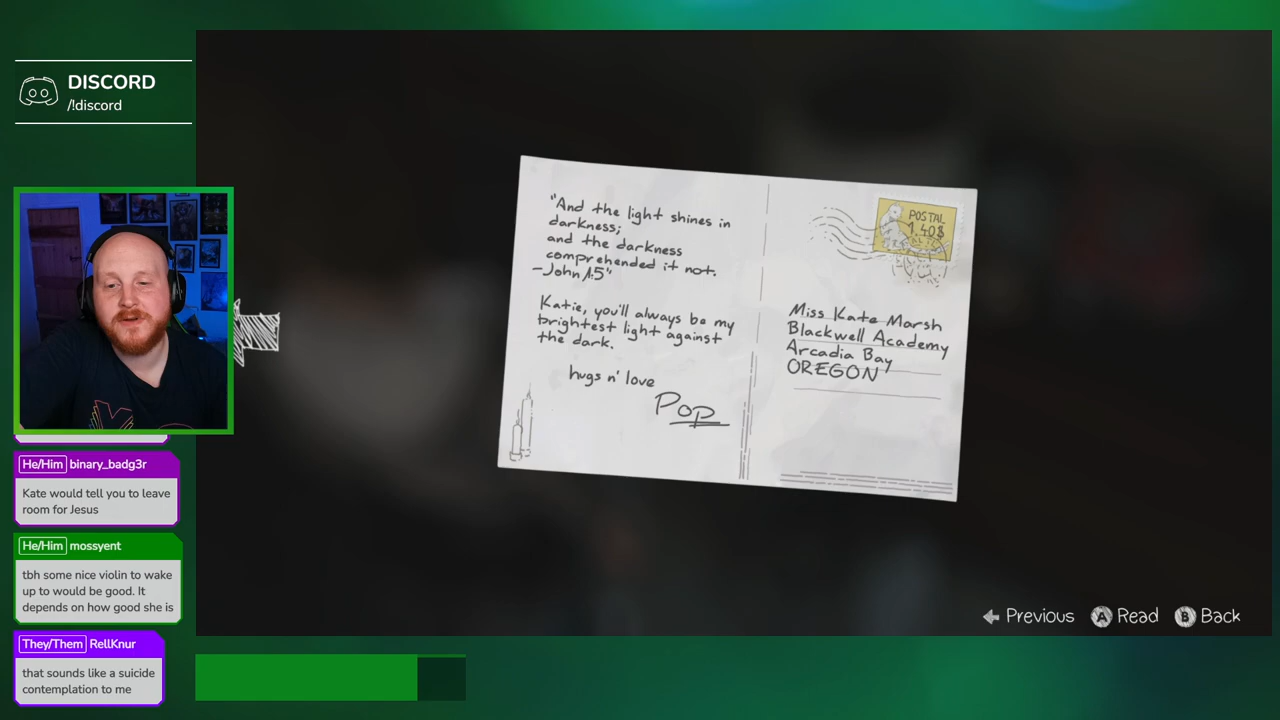 DISCORD
/!discord
He/Him binary_badg3r
Kate would tell you to leave
room for Jesus
He/Him mossyent
tbh some nice violin to wake
up to would be good. It
depends on how good she is
They/Them RellKnur
that sounds like a suicide
contemplation to me
"And the light shines in
darkness;
and the darkness
comprehended it not.
-John 1:5"
Katie, you'll always be my
brightest light against
the dark.
hugs n' love
POP
POSTAL
1.40$
Miss Kate Marsh
Blackwell Academy
Arcadia Bay
OREGON
Previous
A Read
B Back